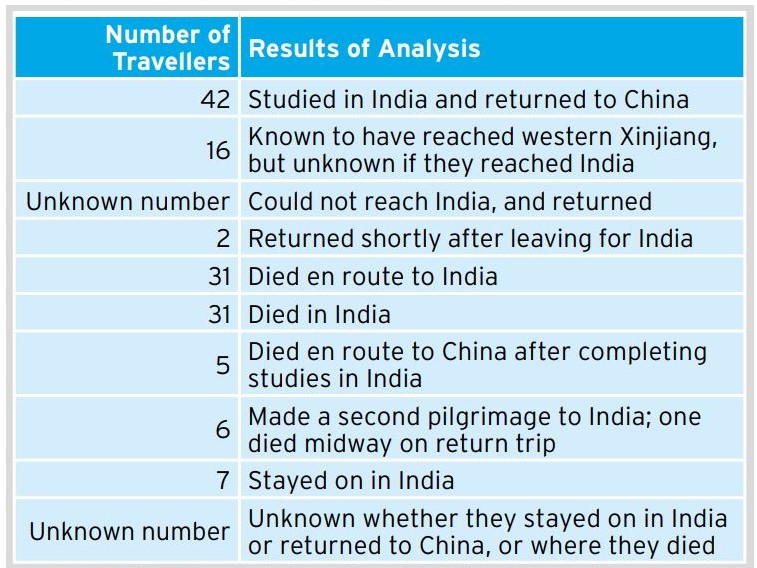 Number of Travellers Results of Analysis
42 Studied in India and returned to China
16 Known to have reached western Xinjiang,
but unknown if they reached India
Unknown number Could not reach India, and returned
2 Returned shortly after leaving for India
31 Died en route to India
31 Died in India
5 Died en route to China after completing
studies in India
6 Made a second pilgrimage to India; one
died midway on return trip
7 Stayed on in India
Unknown number Unknown whether they stayed on in India
or returned to China, or where they died